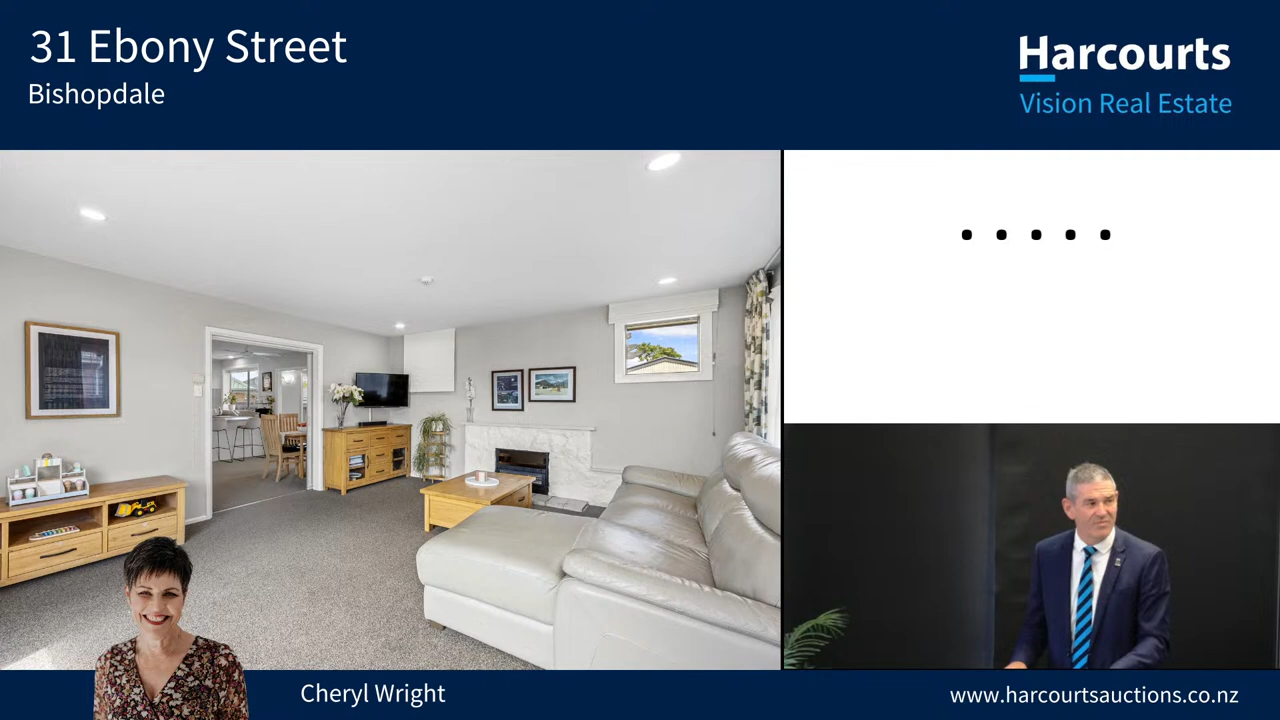 31 Ebony Street
Bishopdale
Harcourts
Vision Real Estate
. . . . .
Cheryl Wright
www.harcourtsauctions.co.nz